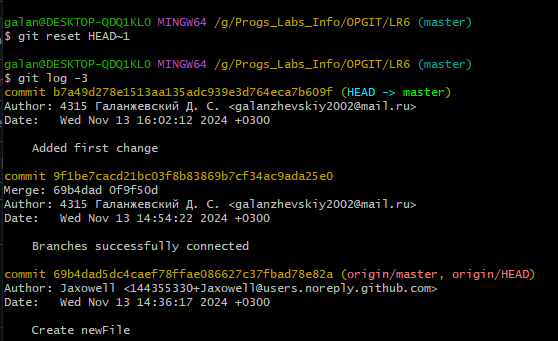 galan@DESKTOP-QDQ1KLO MINGW64 /g/Progs_Labs_Info/OPGIT/LR6 (master)
$ git reset HEAD~1
galan@DESKTOP-QDQ1KLO MINGW64 /g/Progs_Labs_Info/OPGIT/LR6 (master)
$ git log -3
commit b7a49d278e1513aa135adc939e3d764eca7b609f (HEAD -> master)
Author: 4315 Галанжевский Д. С. <galanzhevskiy2002@mail.ru>
Date:   Wed Nov 13 16:02:12 2024 +0300
    Added first change
commit 9f1be7cacd21bc03f8b83869b7cf34ac9ada25e0
Merge: 69b4dad 0f9f50d
Author: 4315 Галанжевский Д. С. <galanzhevskiy2002@mail.ru>
Date:   Wed Nov 13 14:54:22 2024 +0300
    Branches successfully connected
commit 69b4dad5dc4caef78ffae086627c37fbad78e82a (origin/master, origin/HEAD)
Author: Jaxowell <144355330+Jaxowell@users.noreply.github.com>
Date:   Wed Nov 13 14:36:17 2024 +0300
    Create newFile